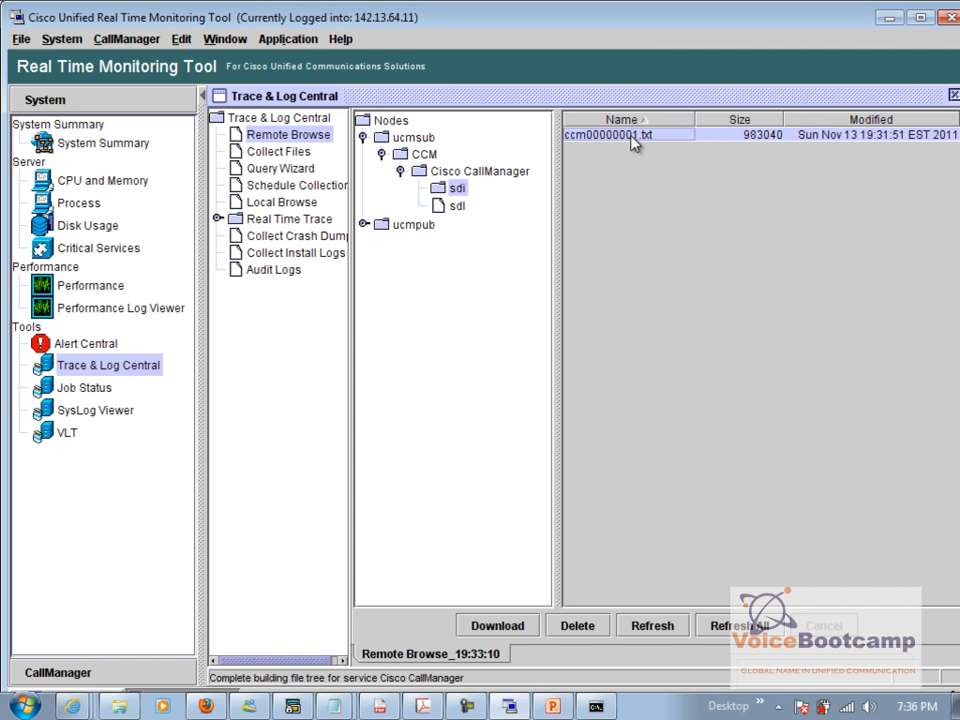 Cisco Unified Real Time Monitoring Tool (Currently Logged into: 142.13.64.11)
File System CallManager Edit Window Application Help
Real Time Monitoring Tool For Cisco Unified Communications Solutions
System
System Summary
System Summary
Server
CPU and Memory
Process
Disk Usage
Critical Services
Performance
Performance
Performance Log Viewer
Tools
Alert Central
Trace & Log Central
Job Status
SysLog Viewer
VLT
CallManager
Trace & Log Central
Trace & Log Central
Remote Browse
Collect Files
Query Wizard
Schedule Collection
Local Browse
Real Time Trace
Collect Crash Dump
Collect Install Logs
Audit Logs
Nodes
ucmsub
CCM
Cisco CallManager
sdi
sdl
ucmpub
Name Size Modified
ccm00000001.txt 983040 Sun Nov 13 19:31:51 EST 2011
Download Delete Refresh Refresh All Cancel
Remote Browse_19:33:10
Complete building file tree for service Cisco CallManager
VoiceBootcamp
GLOBAL NAME IN UNIFIED COMMUNICATION
Desktop » 7:36 PM